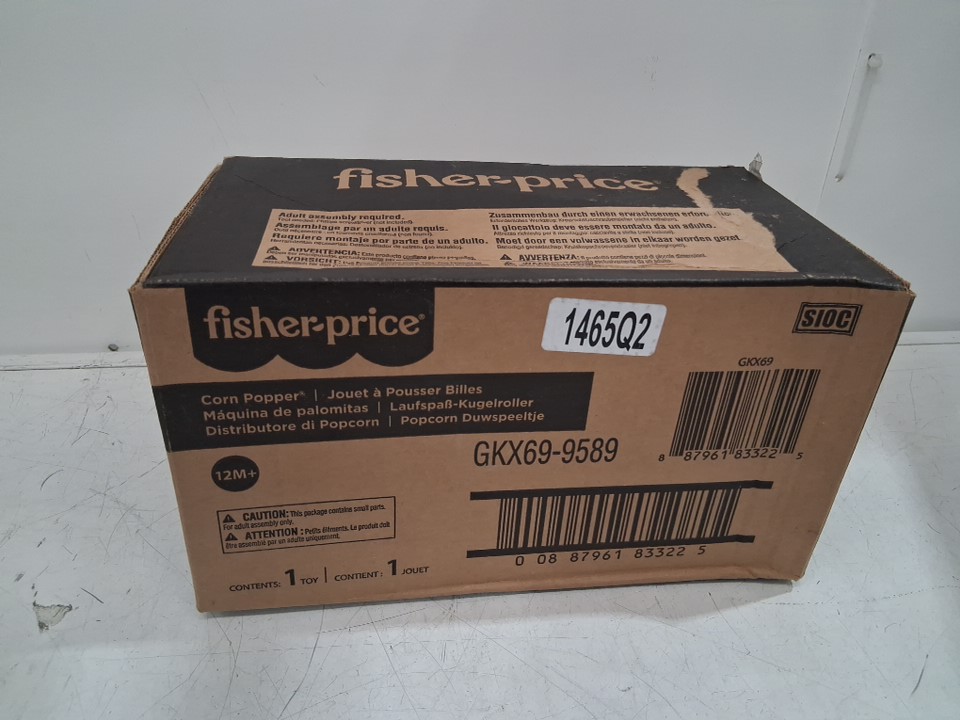 fisher-price
Adult assembly required.
Assemblage par un adulte requis.
Requiere montaje por parte de un adulto.
ADVERTENCIA:
VORSICHT:
Zusammenbau durch einen erwachsenen
Il giocattolo deve essere montato da un adulto.
Moet door een volwassene in elkaar worden gezet.
AVVERTENZA:
fisher-price®
1465Q2
SIOC
Corn Popper® | Jouet à Pousser Billes
Máquina de palomitas | Laufspaß-Kugelroller
Distributore di Popcorn | Popcorn Duwspeeltje
GKX69
8 87961 83322 5
GKX69-9589
12M+
CAUTION: This package contains small parts.
For adult assembly only.
ATTENTION : Petits éléments. Le produit doit
être assemblé par un adulte uniquement.
0 08 87961 83322 5
CONTENTS: 1 TOY | CONTIENT : 1 JOUET